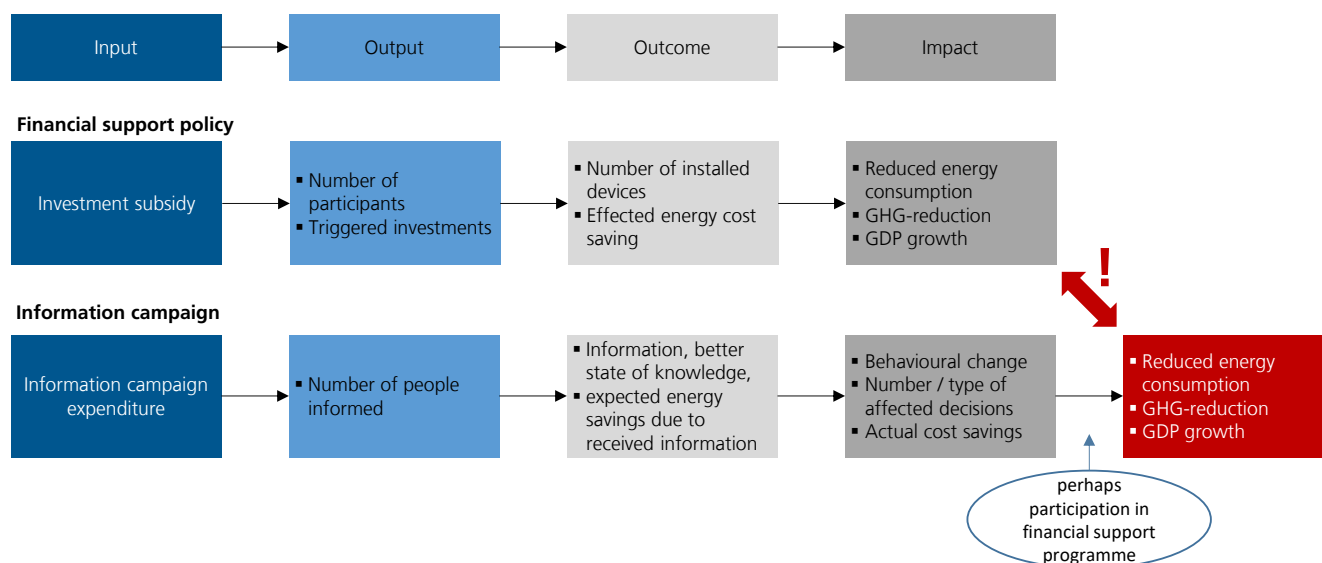 Input
Output
Outcome
Impact
Financial support policy
Investment subsidy
▪ Number of
participants
▪ Triggered investments
▪ Number of installed
devices
▪ Effected energy cost
saving
▪ Reduced energy
consumption
▪ GHG-reduction
▪ GDP growth
!
Information campaign
Information campaign
expenditure
▪ Number of people
informed
▪ Information, better
state of knowledge,
▪ expected energy
savings due to
received information
▪ Behavioural change
▪ Number / type of
affected decisions
▪ Actual cost savings
▪ Reduced energy
consumption
▪ GHG-reduction
▪ GDP growth
perhaps
participation in
financial support
programme